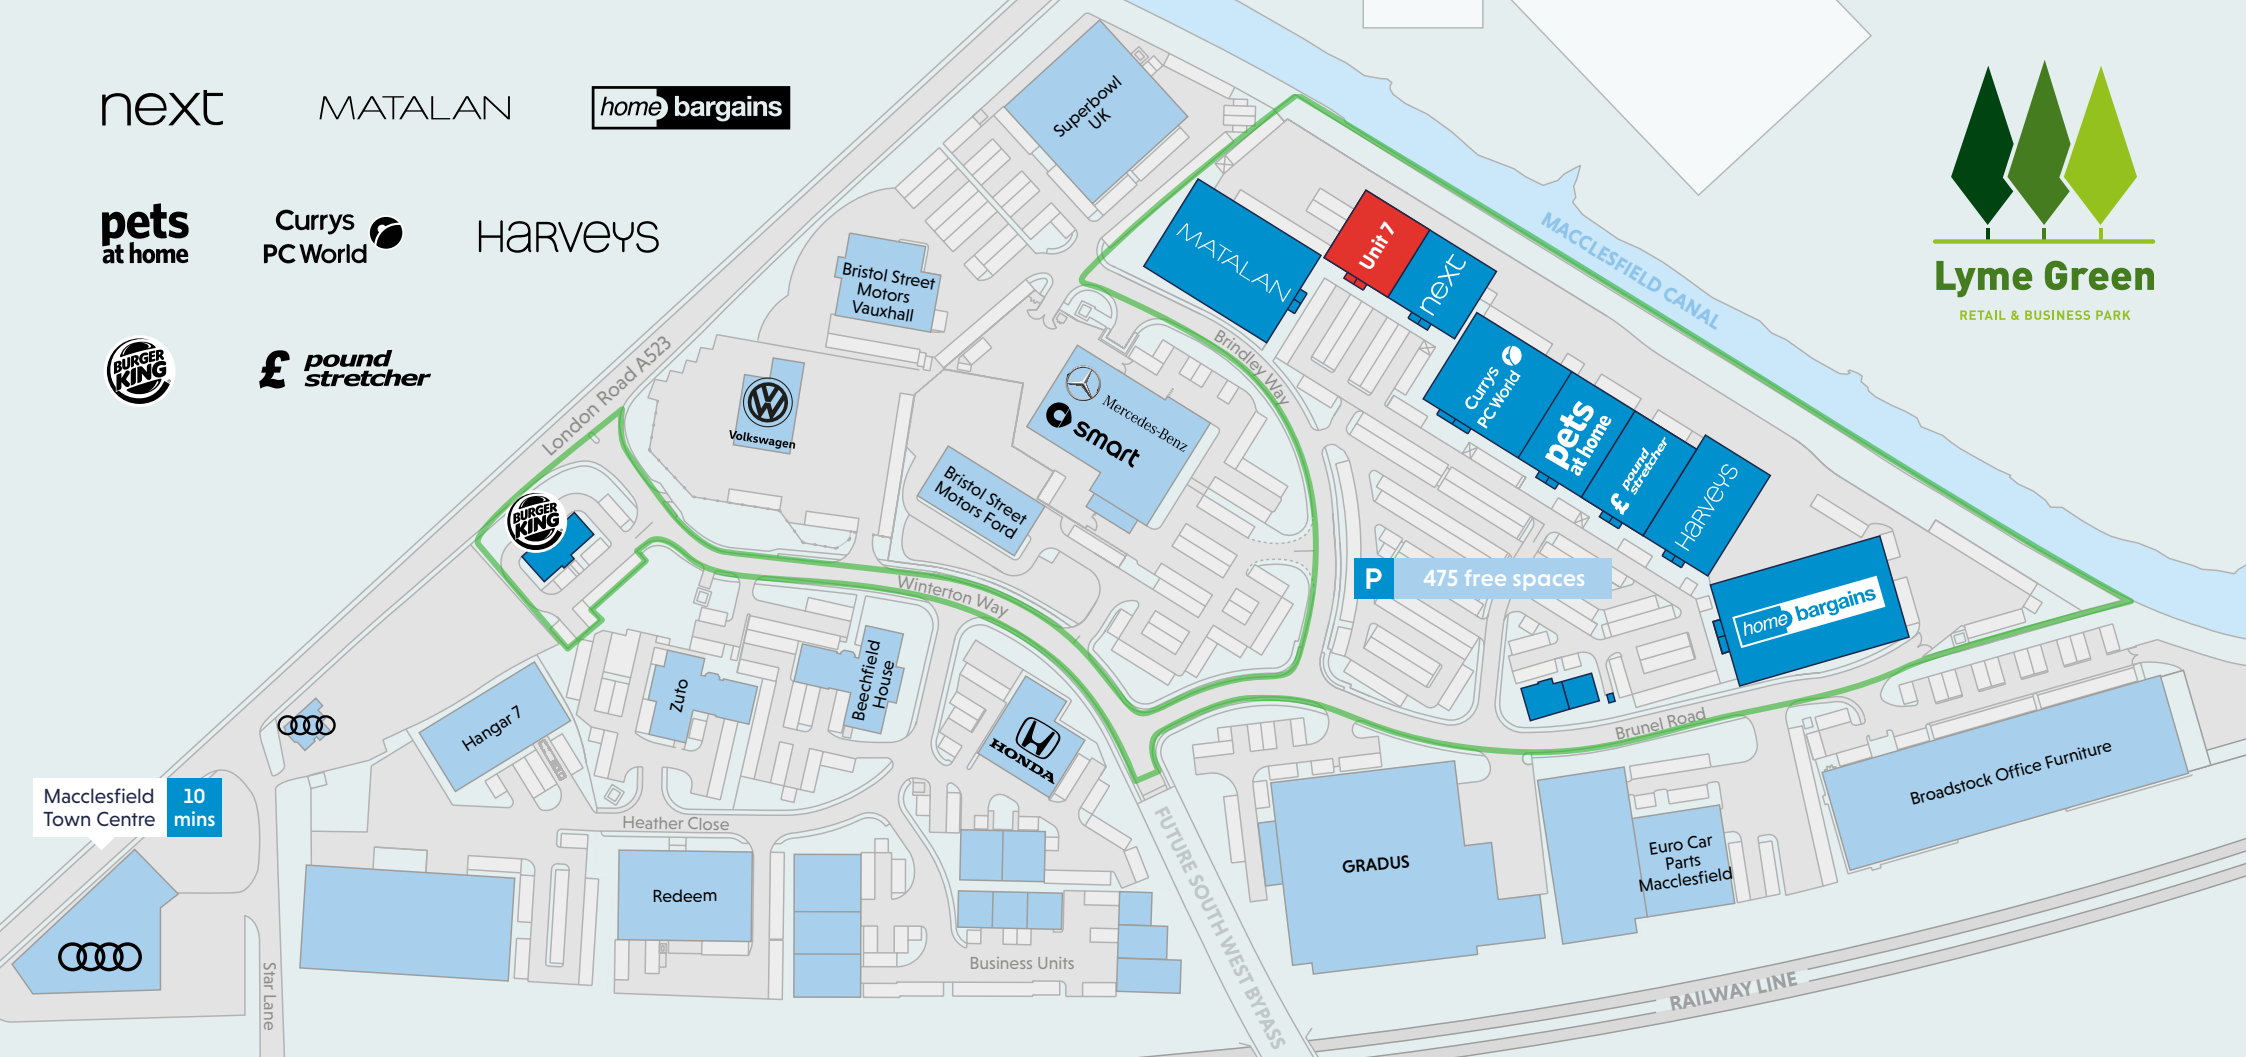 next
MATALAN
home bargains
pets
at home
Currys
PC World
HARVEYS
BURGER
KING
£ pound
stretcher
Lyme Green
RETAIL & BUSINESS PARK
Superbowl
UK
MACCLESFIELD CANAL
MATALAN
Unit 7
next
Bristol Street
Motors
Vauxhall
London Road A523
Brindley Way
Volkswagen
Mercedes-Benz
smart
Currys
PC World
pets
at home
£ pound
stretcher
HARVEYS
Bristol Street
Motors Ford
BURGER
KING
P 475 free spaces
Winterton Way
home bargains
Zuto
Beechfield
House
Hangar 7
HONDA
Brunel Road
Broadstock Office Furniture
Macclesfield
Town Centre
10
mins
Heather Close
FUTURE SOUTH WEST BYPASS
GRADUS
Euro Car
Parts
Macclesfield
Redeem
Business Units
Star Lane
RAILWAY LINE